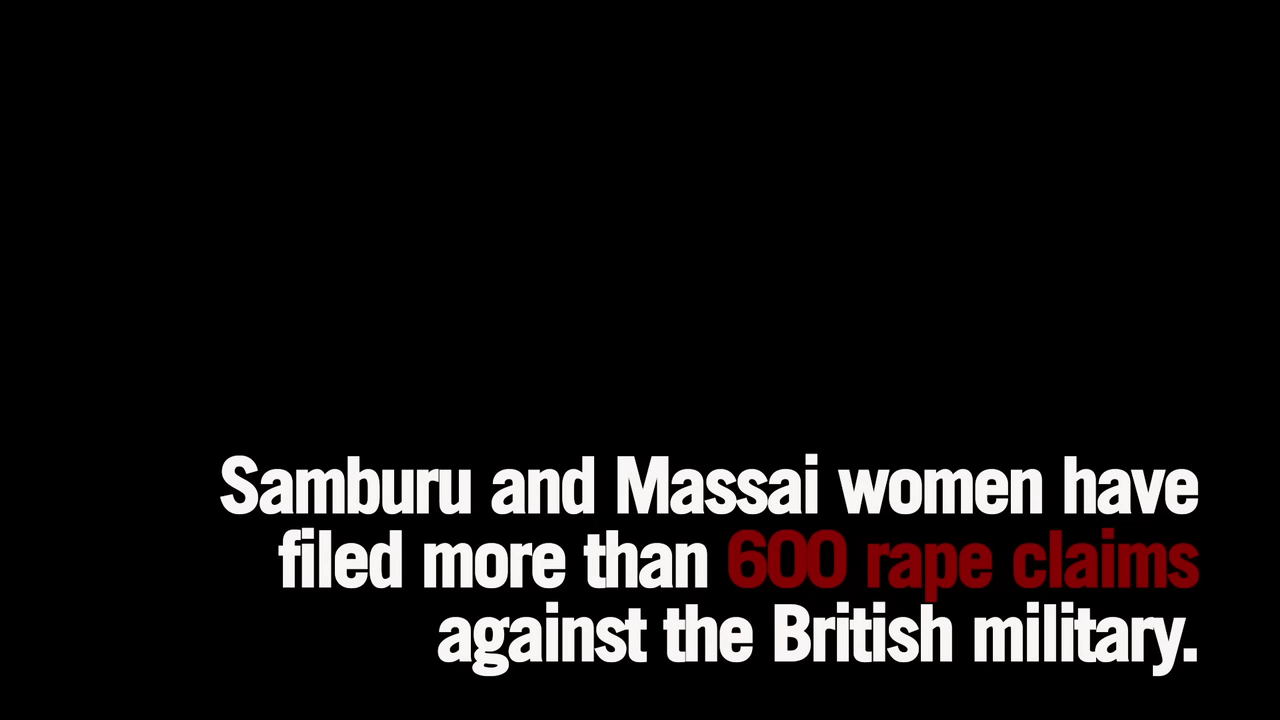 Samburu and Massai women have
filed more than 600 rape claims
against the British military.